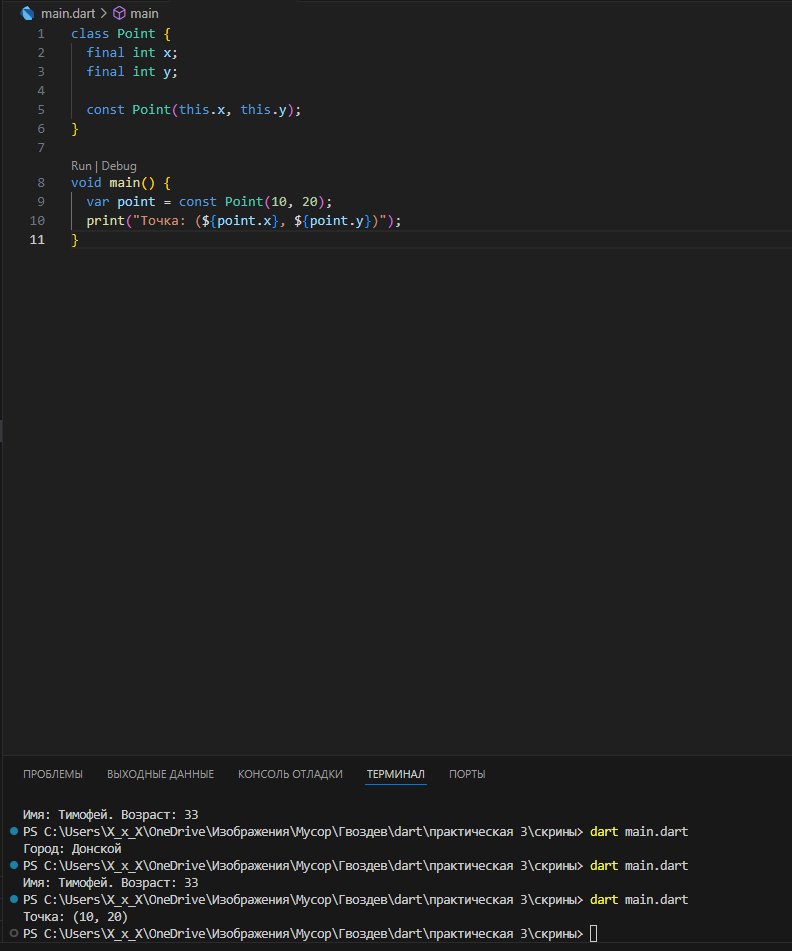 main.dart > main
1 class Point {
2 final int x;
3 final int y;
4
5 const Point(this.x, this.y);
6 }
7
Run | Debug
8 void main() {
9 var point = const Point(10, 20);
10 print("Точка: (${point.x}, ${point.y})");
11 }
ПРОБЛЕМЫ ВЫХОДНЫЕ ДАННЫЕ КОНСОЛЬ ОТЛАДКИ ТЕРМИНАЛ ПОРТЫ
Имя: Тимофей. Возраст: 33
PS C:\Users\X_x_X\OneDrive\Изображения\Мусор\Гвоздев\dart\практическая 3\скрины> dart main.dart
Город: Донской
PS C:\Users\X_x_X\OneDrive\Изображения\Мусор\Гвоздев\dart\практическая 3\скрины> dart main.dart
Имя: Тимофей. Возраст: 33
PS C:\Users\X_x_X\OneDrive\Изображения\Мусор\Гвоздев\dart\практическая 3\скрины> dart main.dart
Точка: (10, 20)
PS C:\Users\X_x_X\OneDrive\Изображения\Мусор\Гвоздев\dart\практическая 3\скрины>